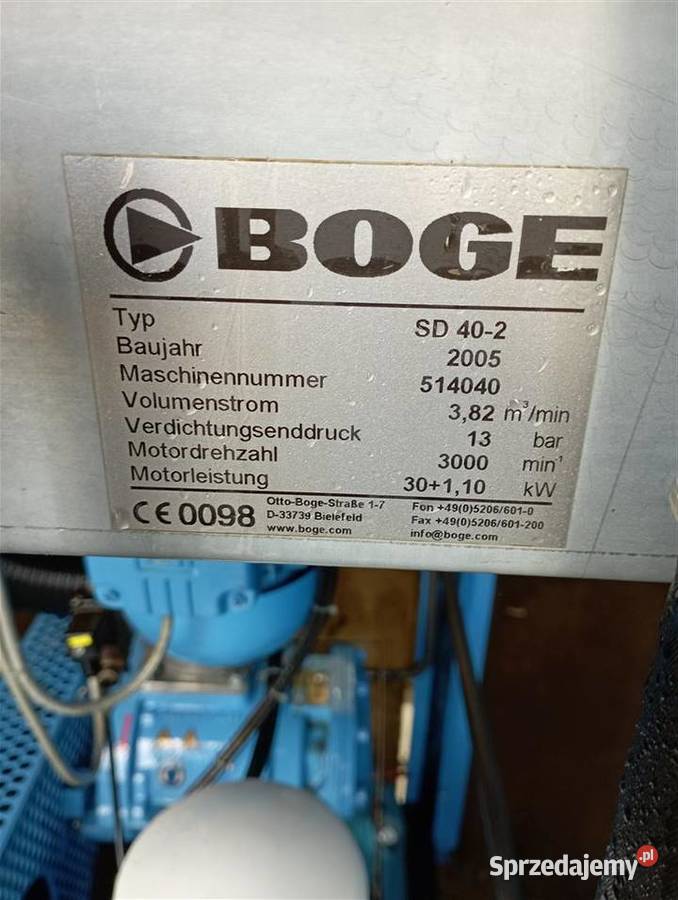 BOGE
Typ SD 40-2
Baujahr 2005
Maschinennummer 514040
Volumenstrom 3,82 m³/min
Verdichtungsenddruck 13 bar
Motordrehzahl 3000 min⁻¹
Motorleistung 30+1,10 kW
CE 0098
Otto-Boge-Straße 1-7
D-33739 Bielefeld
www.boge.com
Fon +49(0)5206/601-0
Fax +49(0)5206/601-200
info@boge.com
Sprzedajemy.pl